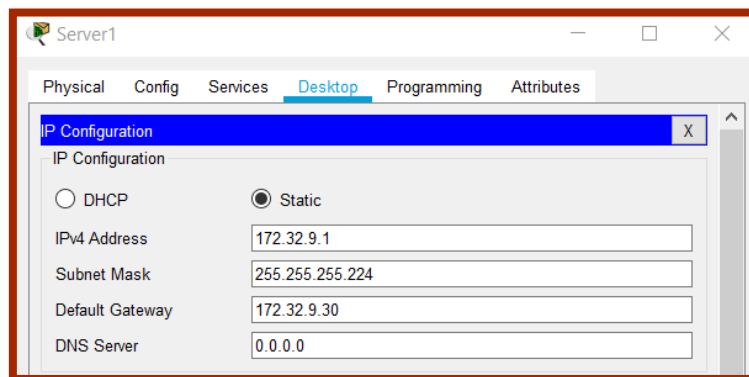 Server1
Physical Config Services Desktop Programming Attributes
IP Configuration X
IP Configuration
DHCP Static
IPv4 Address 172.32.9.1
Subnet Mask 255.255.255.224
Default Gateway 172.32.9.30
DNS Server 0.0.0.0